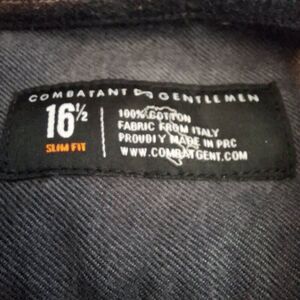 COMBATANT GENTLEMEN
16½
SLIM FIT
100% COTTON
FABRIC FROM ITALY
PROUDLY MADE IN PRC
WWW.COMBATGENT.COM